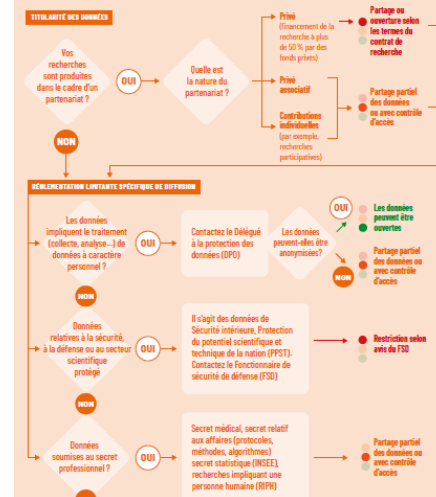 TITULARITÉ DES DONNÉES
Vos
recherches
sont produites
dans le cadre d'un
partenariat ?
OUI
Quelle est
la nature du
partenariat ?
Privé
(financement de la
recherche à plus
de 50 % par des
fonds privés)
Partage ou
ouverture selon
les termes du
contrat de
recherche
Privé
associatif
Contributions
individuelles
(par exemple,
recherches
participatives)
Partage partiel
des données
ou avec contrôle
d'accès
NON
RÉGLEMENTATION LIMITANTE SPÉCIFIQUE DE DIFFUSION
Les données
impliquent le traitement
(collecte, analyse...) de
données à caractère
personnel ?
OUI
Contactez le Délégué
à la protection des
données (DPO)
Les données
peuvent-elles être
anonymisées?
OUI
Les données
peuvent être
ouvertes
NON
Partage partiel
des données ou
avec contrôle
d'accès
NON
Données
relatives à la sécurité,
à la défense ou au secteur
scientifique
protégé
OUI
Il s'agit des données de
Sécurité intérieure, Protection
du potentiel scientifique et
technique de la nation (PPST).
Contactez le Fonctionnaire de
sécurité de défense (FSD)
Restriction selon
avis du FSD
NON
Données
soumises au secret
professionnel ?
OUI
Secret médical, secret relatif
aux affaires (protocoles,
méthodes, algorithmes)
secret statistique (INSEE),
recherches impliquant une
personne humaine (RIPH)
Partage partiel
des données ou
avec contrôle
d'accès